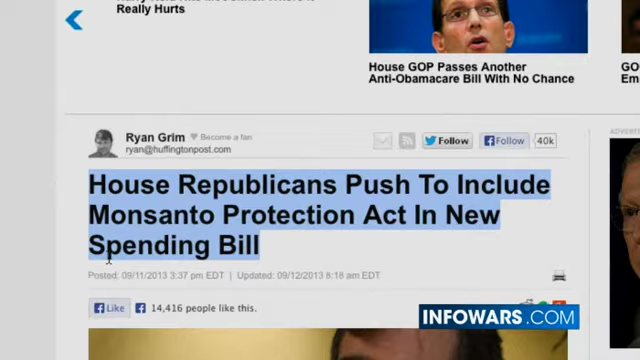 Really Hurts
House GOP Passes Another
Anti-Obamacare Bill With No Chance
GO
Em
Ryan Grim
Become a fan
ryan@huffingtonpost.com
Follow
Follow
40k
House Republicans Push To Include
Monsanto Protection Act In New
Spending Bill
Posted: 09/11/2013 3:37 pm EDT | Updated: 09/12/2013 8:18 am EDT
Like
14,416 people like this.
INFOWARS.COM